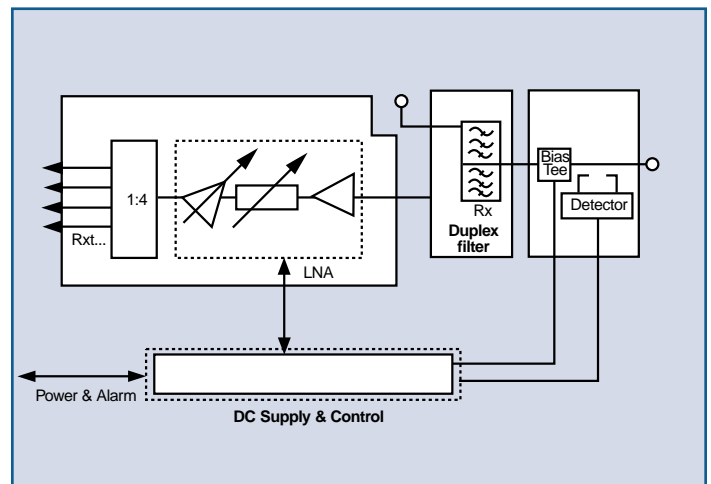 1:4
Rxt...
LNA
Rx
Duplex
filter
Bias
Tee
Detector
Power & Alarm
DC Supply & Control